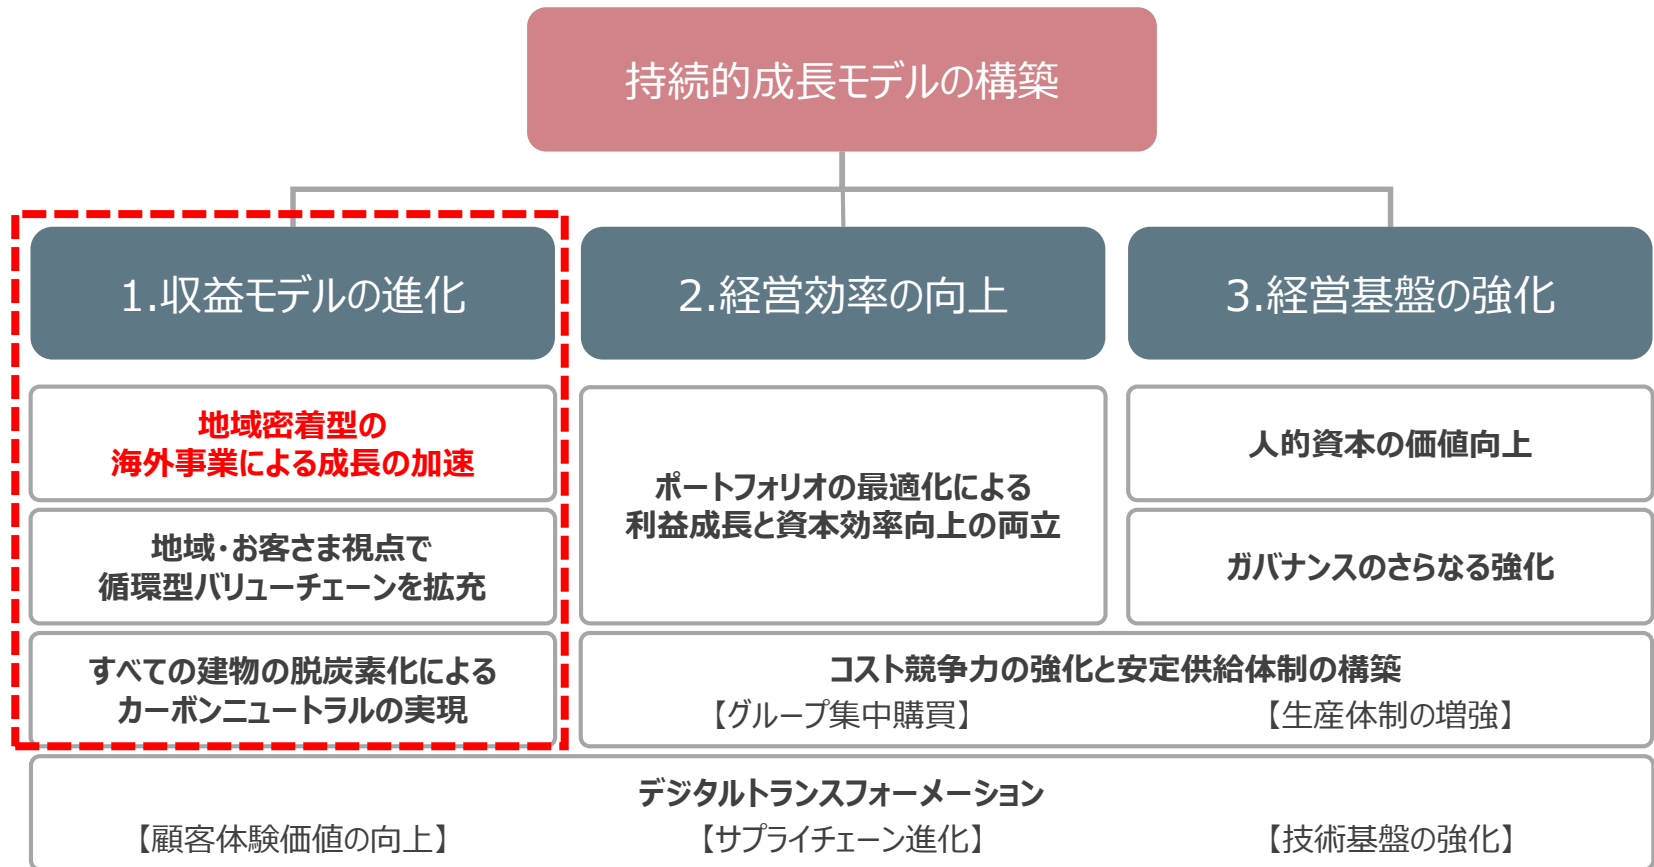 持続的成長モデルの構築
1.収益モデルの進化
2.経営効率の向上
3.経営基盤の強化
地域密着型の
海外事業による成長の加速
地域・お客さま視点で
循環型バリューチェーンを拡充
すべての建物の脱炭素化による
カーボンニュートラルの実現
ポートフォリオの最適化による
利益成長と資本効率向上の両立
人的資本の価値向上
ガバナンスのさらなる強化
コスト競争力の強化と安定供給体制の構築
【グループ集中購買】 【生産体制の増強】
デジタルトランスフォーメーション
【顧客体験価値の向上】 【サプライチェーン進化】 【技術基盤の強化】